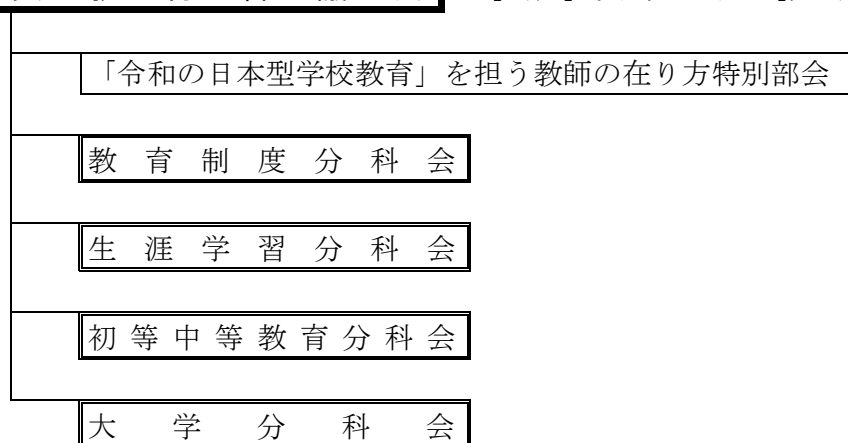 「令和の日本型学校教育」を担う教師の在り方特別部会
教育制度分科会
生涯学習分科会
初等中等教育分科会
大学分科会